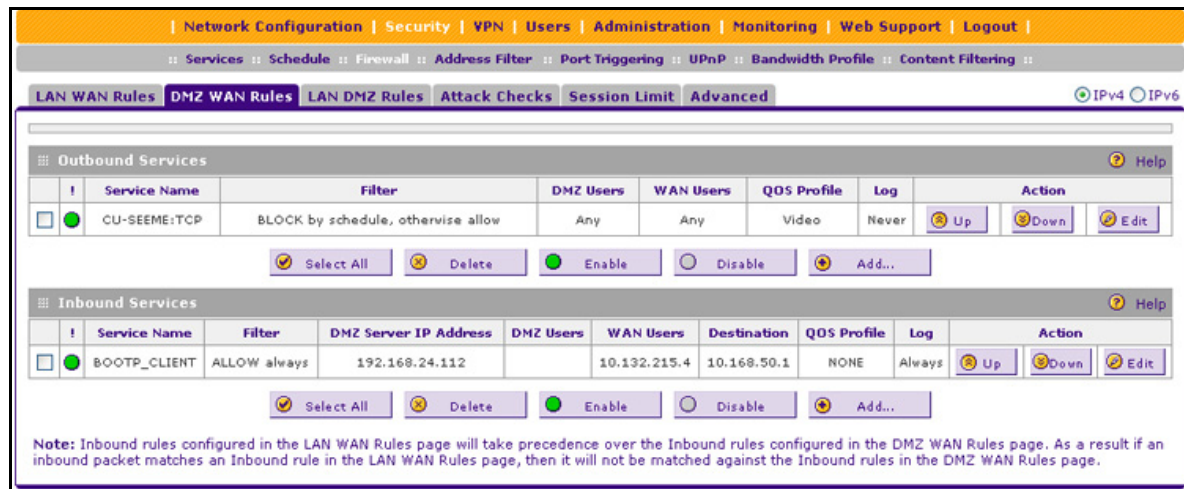 | Network Configuration | Security | VPN | Users | Administration | Monitoring | Web Support | Logout |
:: Services :: Schedule :: Firewall :: Address Filter :: Port Triggering :: UPnP :: Bandwidth Profile :: Content Filtering ::
LAN WAN Rules DMZ WAN Rules LAN DMZ Rules Attack Checks Session Limit Advanced IPv4 IPv6
Outbound Services ? Help
! Service Name Filter DMZ Users WAN Users QOS Profile Log Action
CU-SEEME:TCP BLOCK by schedule, otherwise allow Any Any Video Never Up Down Edit
Select All Delete Enable Disable Add...
Inbound Services ? Help
! Service Name Filter DMZ Server IP Address DMZ Users WAN Users Destination QOS Profile Log Action
BOOTP_CLIENT ALLOW always 192.168.24.112 10.132.215.4 10.168.50.1 NONE Always Up Down Edit
Select All Delete Enable Disable Add...
Note: Inbound rules configured in the LAN WAN Rules page will take precedence over the Inbound rules configured in the DMZ WAN Rules page. As a result if an
inbound packet matches an Inbound rule in the LAN WAN Rules page, then it will not be matched against the Inbound rules in the DMZ WAN Rules page.